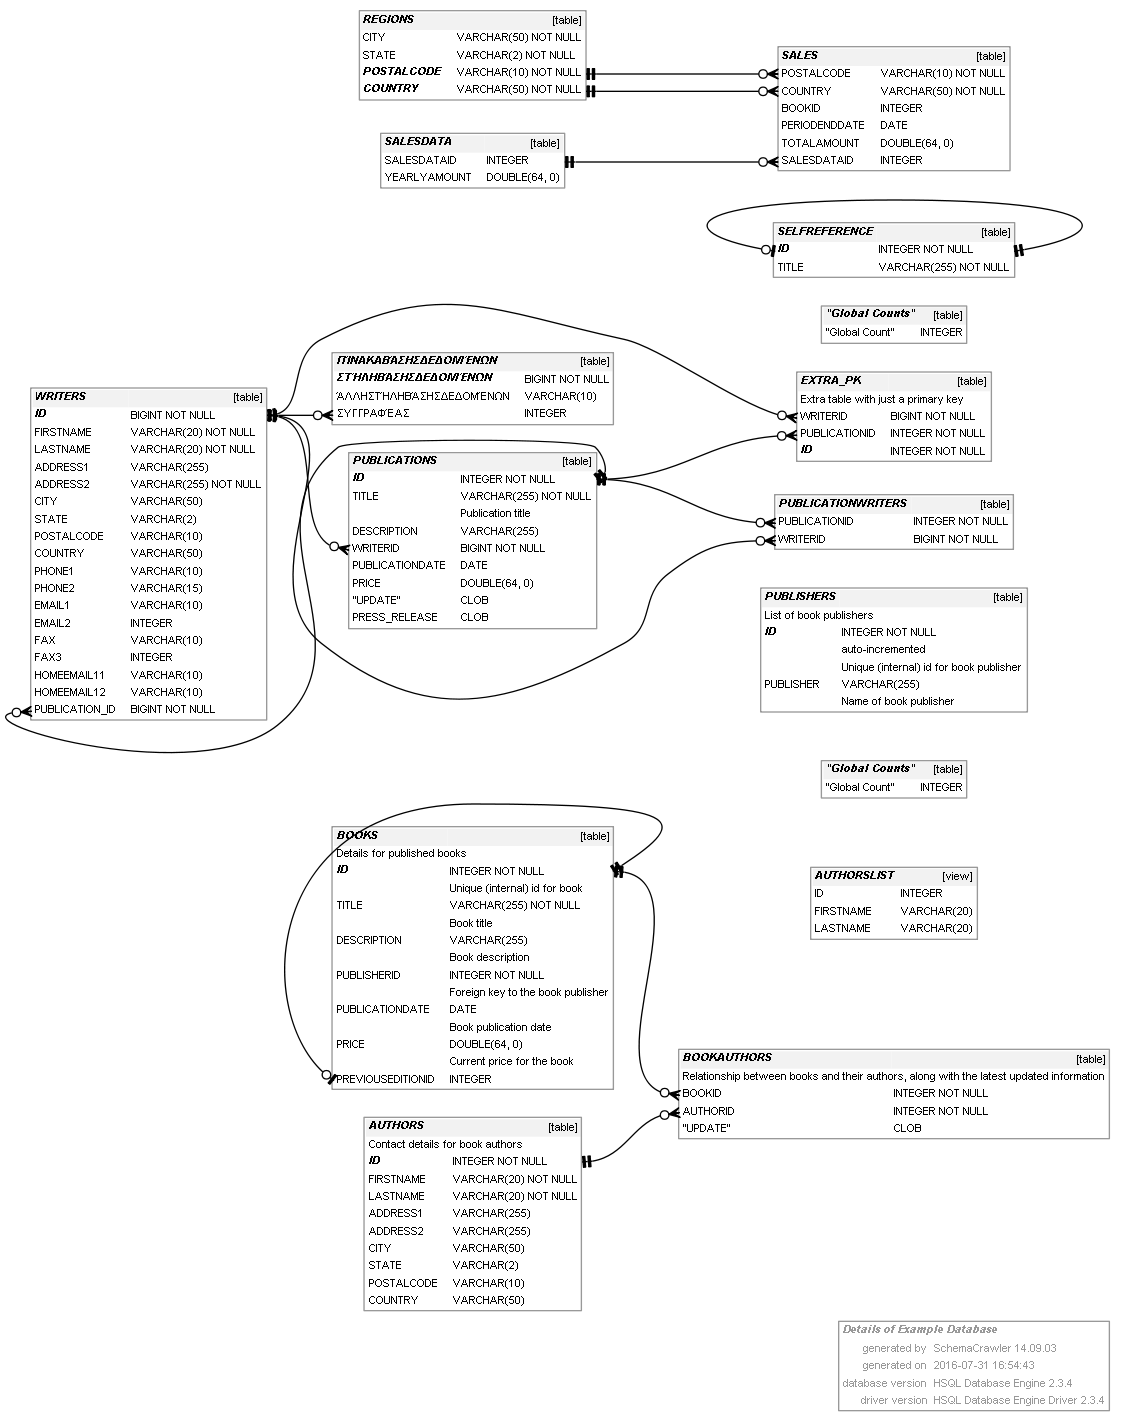 REGIONS [table]
CITY VARCHAR(50) NOT NULL
STATE VARCHAR(2) NOT NULL
POSTALCODE VARCHAR(10) NOT NULL
COUNTRY VARCHAR(50) NOT NULL
SALES [table]
POSTALCODE VARCHAR(10) NOT NULL
COUNTRY VARCHAR(50) NOT NULL
BOOKID INTEGER
PERIODENDDATE DATE
TOTALAMOUNT DOUBLE(64, 0)
SALESDATAID INTEGER
SALESDATA [table]
SALESDATAID INTEGER
YEARLYAMOUNT DOUBLE(64, 0)
SELFREFERENCE [table]
ID INTEGER NOT NULL
TITLE VARCHAR(255) NOT NULL
"Global Counts" [table]
"Global Count" INTEGER
WRITERS [table]
ID BIGINT NOT NULL
FIRSTNAME VARCHAR(20) NOT NULL
LASTNAME VARCHAR(20) NOT NULL
ADDRESS1 VARCHAR(255)
ADDRESS2 VARCHAR(255) NOT NULL
CITY VARCHAR(50)
STATE VARCHAR(2)
POSTALCODE VARCHAR(10)
COUNTRY VARCHAR(50)
PHONE1 VARCHAR(10)
PHONE2 VARCHAR(15)
EMAIL1 VARCHAR(10)
EMAIL2 INTEGER
FAX VARCHAR(10)
FAX3 INTEGER
HOMEEMAIL11 VARCHAR(10)
HOMEEMAIL12 VARCHAR(10)
PUBLICATION_ID BIGINT NOT NULL
ΠΊΝΑΚΑΒΆΣΗΣΔΕΔΟΜΈΝΩΝ [table]
ΣΤΉΛΗΒΆΣΗΣΔΕΔΟΜΈΝΩΝ BIGINT NOT NULL
ΆΛΛΗΣΤΉΛΗΒΆΣΗΣΔΕΔΟΜΈΝΩΝ VARCHAR(10)
ΣΥΓΓΡΑΦΈΑΣ INTEGER
PUBLICATIONS [table]
ID INTEGER NOT NULL
TITLE VARCHAR(255) NOT NULL
Publication title
DESCRIPTION VARCHAR(255)
WRITERID BIGINT NOT NULL
PUBLICATIONDATE DATE
PRICE DOUBLE(64, 0)
"UPDATE" CLOB
PRESS_RELEASE CLOB
EXTRA_PK [table]
Extra table with just a primary key
WRITERID BIGINT NOT NULL
PUBLICATIONID INTEGER NOT NULL
ID INTEGER NOT NULL
PUBLICATIONWRITERS [table]
PUBLICATIONID INTEGER NOT NULL
WRITERID BIGINT NOT NULL
PUBLISHERS [table]
List of book publishers
ID INTEGER NOT NULL
auto-incremented
Unique (internal) id for book publisher
PUBLISHER VARCHAR(255)
Name of book publisher
"Global Counts" [table]
"Global Count" INTEGER
BOOKS [table]
Details for published books
ID INTEGER NOT NULL
Unique (internal) id for book
TITLE VARCHAR(255) NOT NULL
Book title
DESCRIPTION VARCHAR(255)
Book description
PUBLISHERID INTEGER NOT NULL
Foreign key to the book publisher
PUBLICATIONDATE DATE
Book publication date
PRICE DOUBLE(64, 0)
Current price for the book
PREVIOUSEDITIONID INTEGER
AUTHORSLIST [view]
ID INTEGER
FIRSTNAME VARCHAR(20)
LASTNAME VARCHAR(20)
BOOKAUTHORS [table]
Relationship between books and their authors, along with the latest updated information
BOOKID INTEGER NOT NULL
AUTHORID INTEGER NOT NULL
"UPDATE" CLOB
AUTHORS [table]
Contact details for book authors
ID INTEGER NOT NULL
FIRSTNAME VARCHAR(20) NOT NULL
LASTNAME VARCHAR(20) NOT NULL
ADDRESS1 VARCHAR(255)
ADDRESS2 VARCHAR(255)
CITY VARCHAR(50)
STATE VARCHAR(2)
POSTALCODE VARCHAR(10)
COUNTRY VARCHAR(50)
Details of Example Database
generated by SchemaCrawler 14.09.03
generated on 2016-07-31 16:54:43
database version HSQL Database Engine 2.3.4
driver version HSQL Database Engine Driver 2.3.4